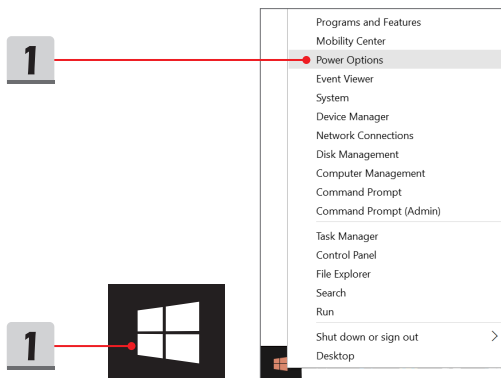 1
Programs and Features
Mobility Center
Power Options
Event Viewer
System
Device Manager
Network Connections
Disk Management
Computer Management
Command Prompt
Command Prompt (Admin)
Task Manager
Control Panel
File Explorer
Search
Run
Shut down or sign out
Desktop
1